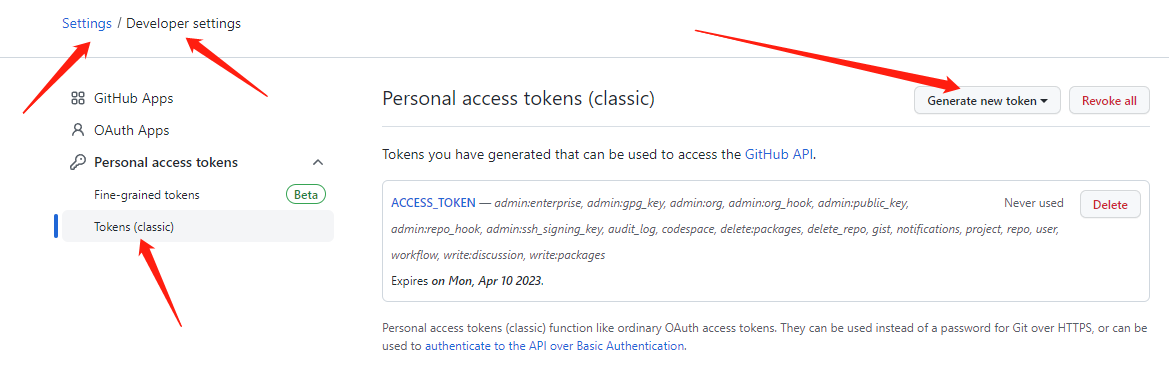 Settings / Developer settings
GitHub Apps
OAuth Apps
Personal access tokens
Fine-grained tokens Beta
Tokens (classic)
Personal access tokens (classic)
Generate new token
Revoke all
Tokens you have generated that can be used to access the GitHub API.
ACCESS_TOKEN — admin:enterprise, admin:gpg_key, admin:org, admin:org_hook, admin:public_key,
admin:repo_hook, admin:ssh_signing_key, audit_log, codespace, delete:packages, delete_repo, gist, notifications, project, repo, user,
workflow, write:discussion, write:packages
Never used
Delete
Expires on Mon, Apr 10 2023.
Personal access tokens (classic) function like ordinary OAuth access tokens. They can be used instead of a password for Git over HTTPS, or can be
used to authenticate to the API over Basic Authentication.